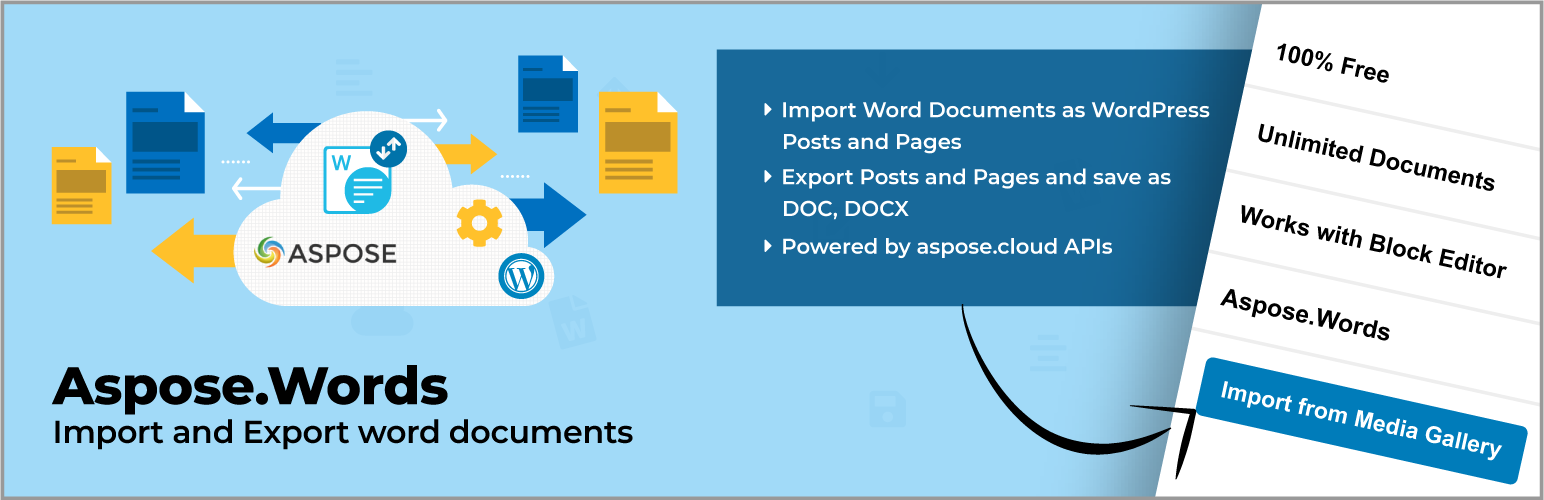 W
ASPOSE
W
Aspose.Words
Import and Export word documents
Import Word Documents as WordPress
Posts and Pages
Export Posts and Pages and save as
DOC, DOCX
Powered by aspose.cloud APIs
W
100% Free
Unlimited Documents
Works with Block Editor
Aspose.Words
Import from Media Gallery